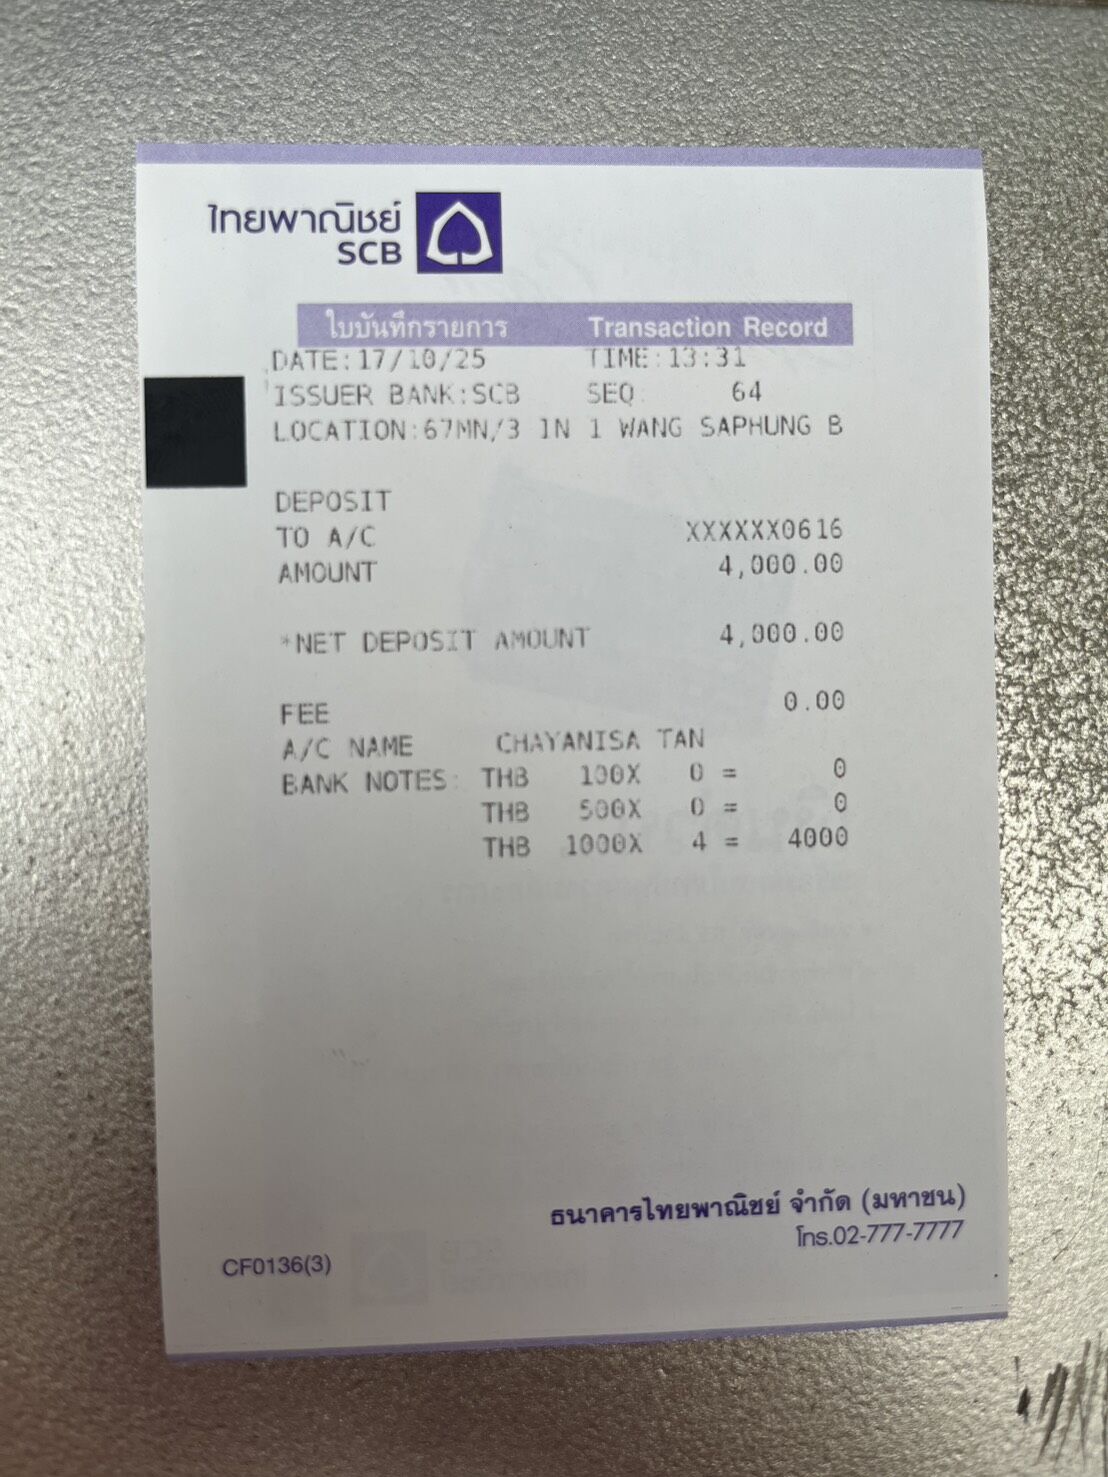 ไทยพาณิชย์
SCB
ใบบันทึกรายการ Transaction Record
DATE:17/10/25 TIME:13:31
ISSUER BANK:SCB SEQ: 64
LOCATION:67MN/3 IN 1 WANG SAPHUNG B
DEPOSIT
TO A/C XXXXXX0616
AMOUNT 4,000.00
*NET DEPOSIT AMOUNT 4,000.00
FEE 0.00
A/C NAME CHAYANISA TAN
BANK NOTES: THB 100X 0 = 0
THB 500X 0 = 0
THB 1000X 4 = 4000
ธนาคารไทยพาณิชย์ จำกัด (มหาชน)
โทร.02-777-7777
CF0136(3)